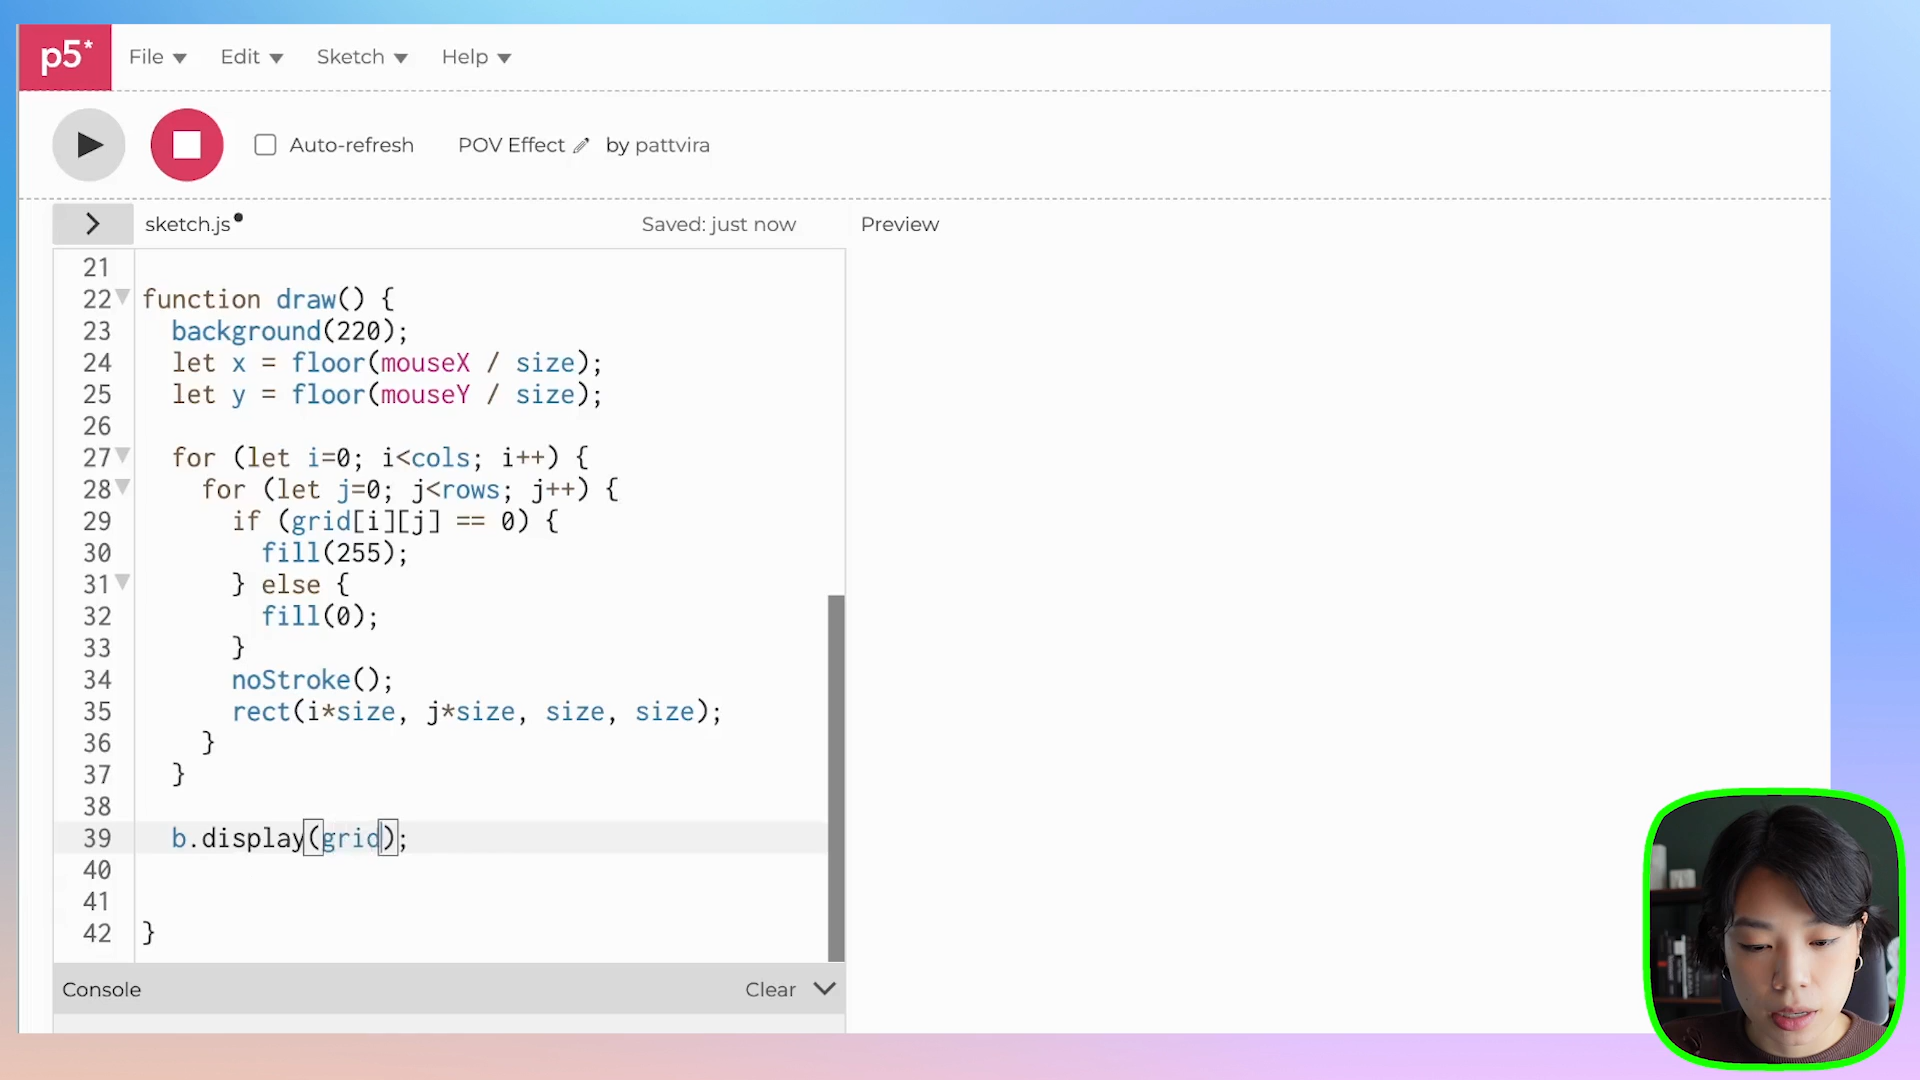 p5* File Edit Sketch Help
Auto-refresh POV Effect by pattvira
sketch.js Saved: just now Preview
21
22 function draw() {
23 background(220);
24 let x = floor(mouseX / size);
25 let y = floor(mouseY / size);
26
27 for (let i=0; i<cols; i++) {
28 for (let j=0; j<rows; j++) {
29 if (grid[i][j] == 0) {
30 fill(255);
31 } else {
32 fill(0);
33 }
34 noStroke();
35 rect(i*size, j*size, size, size);
36 }
37 }
38
39 b.display(grid);
40
41
42 }
Console Clear